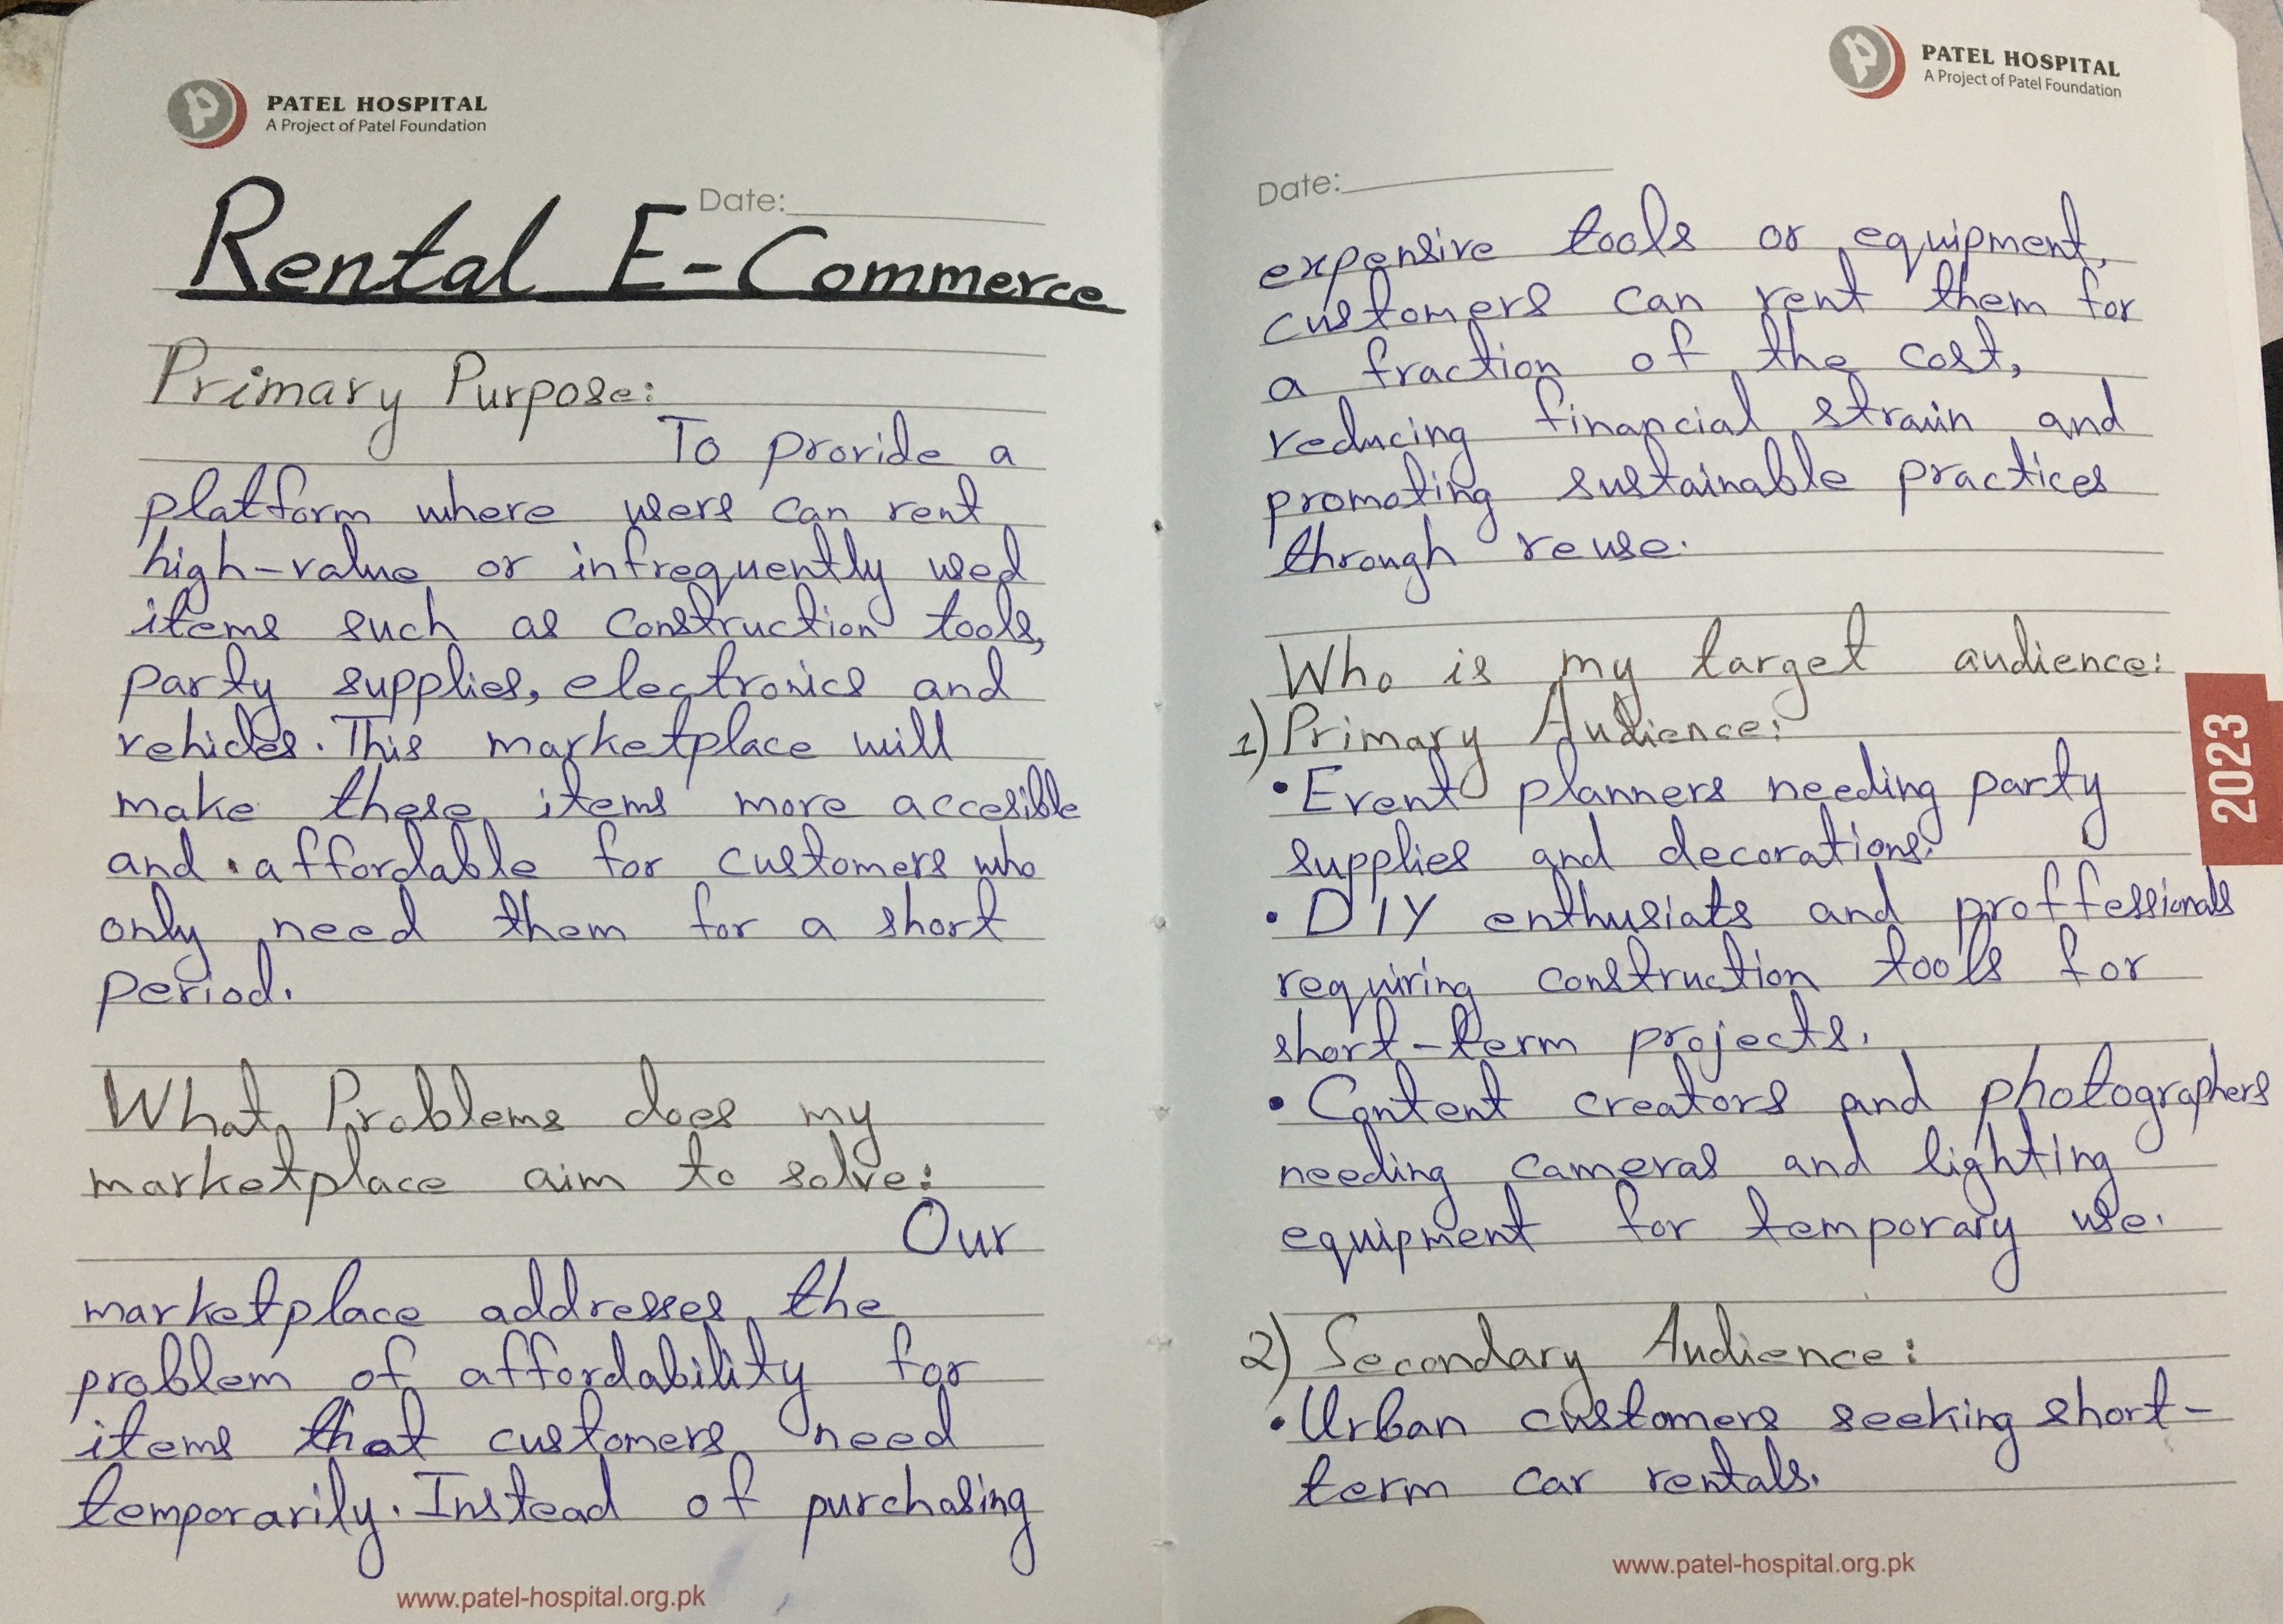 PATEL HOSPITAL
A Project of Patel Foundation
Date:
Rental E-Commerce
Primary Purpose:
To provide a
platform where users can rent
high-value or infrequently used
items such as construction tools,
party supplies, electronics and
vehicles. This marketplace will
make these items more accesible
and affordable for customers who
only need them for a short
period.
What Problems does my
marketplace aim to solve:
Our
marketplace addresses the
problem of affordability for
items that customers need
temporarily. Instead of purchasing
www.patel-hospital.org.pk
PATEL HOSPITAL
A Project of Patel Foundation
Date:
expensive tools or equipment,
customers can rent them for
a fraction of the cost,
reducing financial strain and
promoting sustainable practices
through reuse.
Who is my target audience:
1) Primary Audience:
• Event planners needing party
supplies and decorations.
• DIY enthusiats and proffessionals
requiring construction tools for
short-term projects.
• Content creators and photographers
needing cameras and lighting
equipment for temporary use.
2) Secondary Audience:
• Urban customers seeking short-
term car rentals.
www.patel-hospital.org.pk
2023